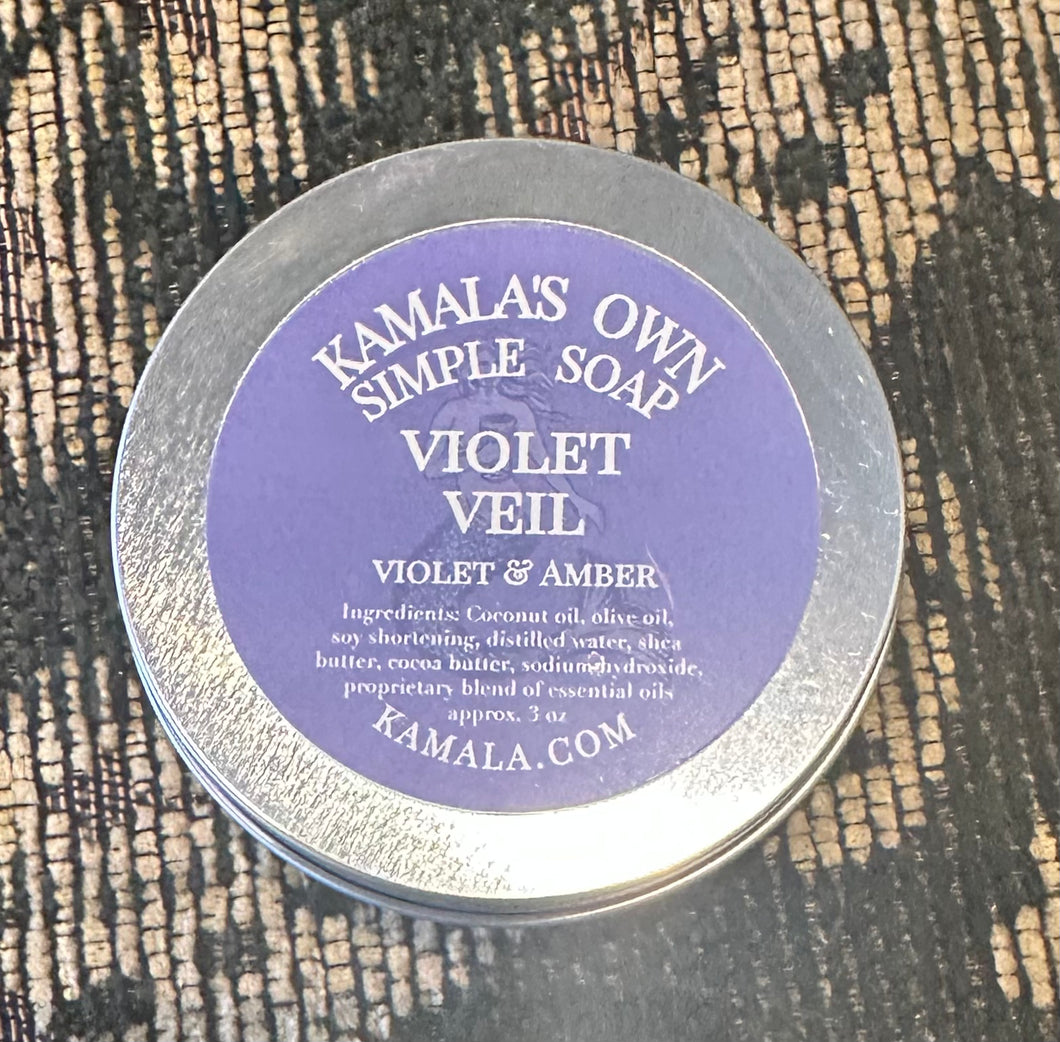 KAMALA'S OWN
SIMPLE SOAP
VIOLET
VEIL
VIOLET & AMBER
Ingredients: Coconut oil, olive oil,
soy shortening, distilled water, shea
butter, cocoa butter, sodium hydroxide,
proprietary blend of essential oils
approx. 3 oz
KAMALA.COM